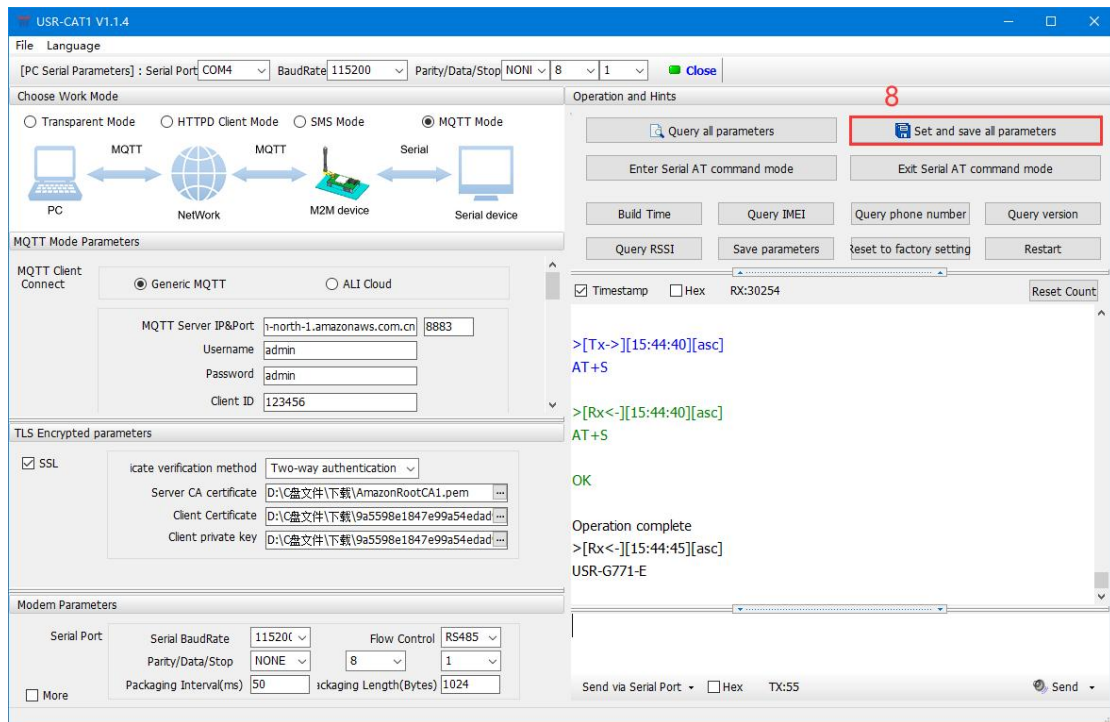 USR-CAT1 V1.1.4
File Language
[PC Serial Parameters] : Serial Port COM4 BaudRate 115200 Parity/Data/Stop NONI 8 1 Close
Choose Work Mode
Transparent Mode HTTPD Client Mode SMS Mode MQTT Mode
MQTT MQTT Serial
PC NetWork M2M device Serial device
MQTT Mode Parameters
MQTT Client
Connect
Generic MQTT ALI Cloud
MQTT Server IP&Port ı-north-1.amazonaws.com.cn 8883
Username admin
Password admin
Client ID 123456
TLS Encrypted parameters
SSL
icate verification method Two-way authentication
Server CA certificate D:\C盘文件\下载\AmazonRootCA1.pem ...
Client Certificate D:\C盘文件\下载\9a5598e1847e99a54edad ...
Client private key D:\C盘文件\下载\9a5598e1847e99a54edad ...
Modem Parameters
Serial Port
Serial BaudRate 11520( Flow Control RS485
Parity/Data/Stop NONE 8 1
Packaging Interval(ms) 50 ackaging Length(Bytes) 1024
More
Operation and Hints
8
Query all parameters Set and save all parameters
Enter Serial AT command mode Exit Serial AT command mode
Build Time Query IMEI Query phone number Query version
Query RSSI Save parameters Reset to factory setting Restart
Timestamp Hex RX:30254 Reset Count
>[Tx->][15:44:40][asc]
AT+S
>[Rx<-][15:44:40][asc]
AT+S
OK
Operation complete
>[Rx<-][15:44:45][asc]
USR-G771-E
Send via Serial Port Hex TX:55 Send